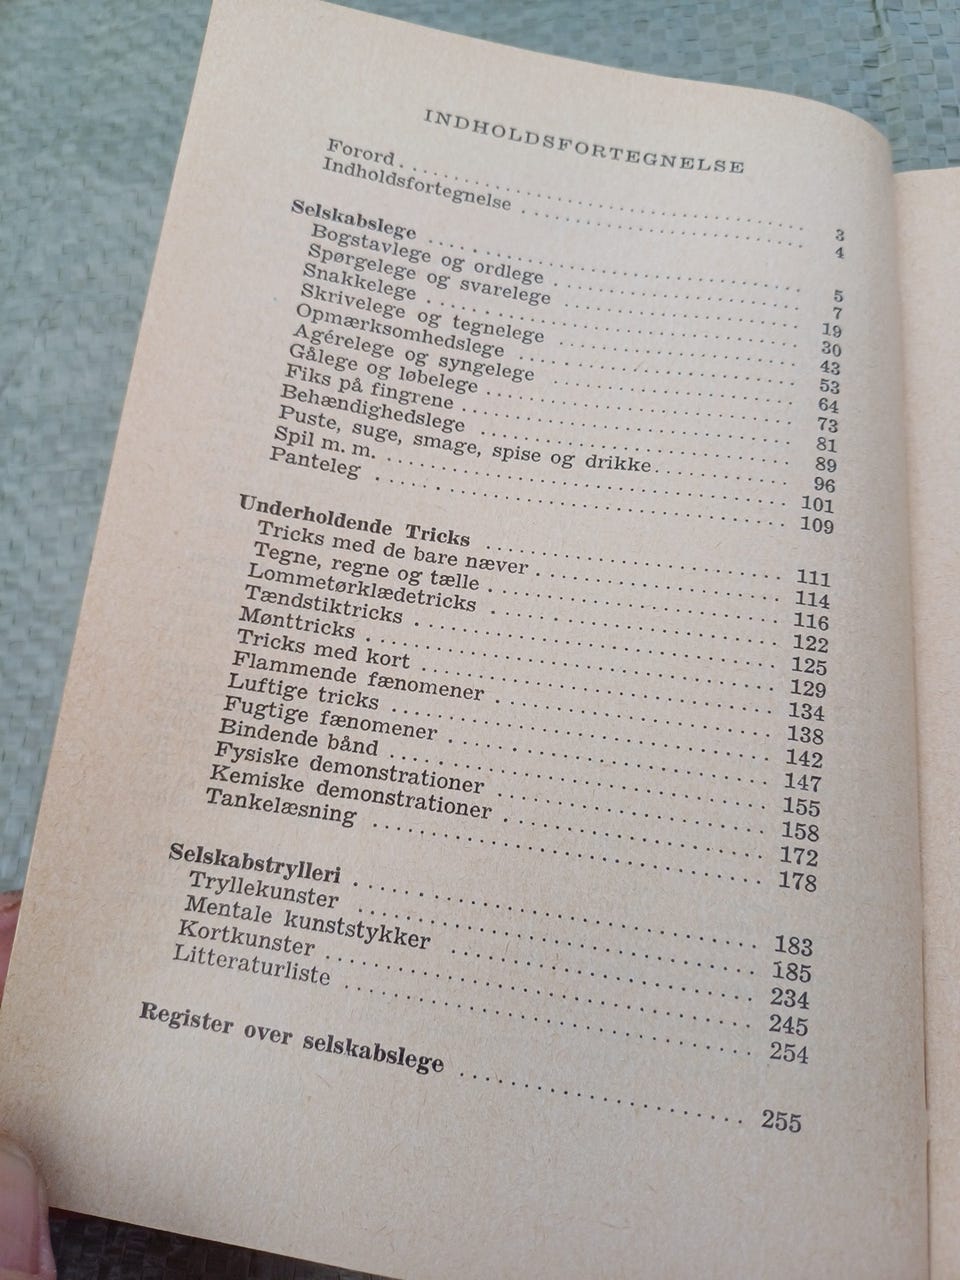 INDHOLDSFORTEGNELSE
Forord 3
Indholdsfortegnelse 4
Selskabslege 5
Bogstavlege og ordlege 7
Spørgelege og svarelege 19
Snakkelege 30
Skrivelege og tegnelege 43
Opmærksomhedslege 53
Agérelege og syngelege 64
Gålege og løbelege 73
Fiks på fingrene 81
Behændighedslege 89
Puste, suge, smage, spise og drikke 96
Spil m. m. 101
Panteleg 109
Underholdende Tricks 111
Tricks med de bare næver 114
Tegne, regne og tælle 116
Lommetørklædetricks 122
Tændstiktricks 125
Mønttricks 129
Tricks med kort 134
Flammende fænomener 138
Luftige tricks 142
Fugtige fænomener 147
Bindende bånd 155
Fysiske demonstrationer 158
Kemiske demonstrationer 172
Tankelæsning 178
Selskabstrylleri 183
Tryllekunster 185
Mentale kunststykker 234
Kortkunster 245
Litteraturliste 254
Register over selskabslege 255